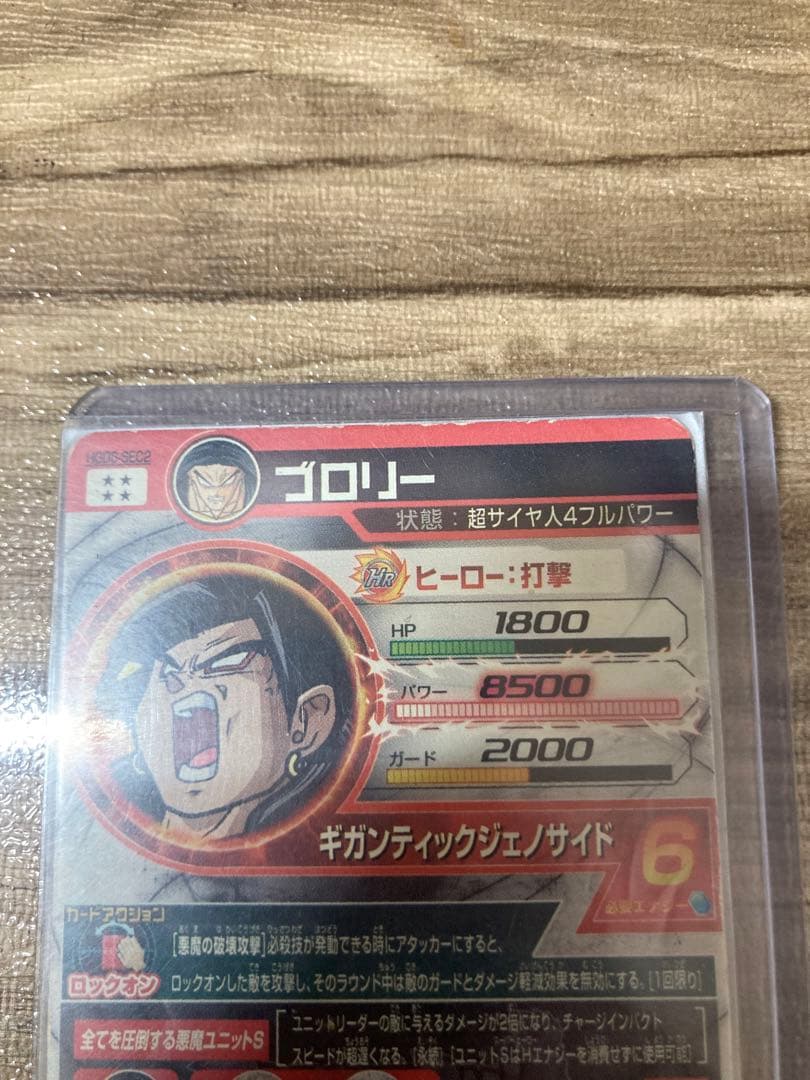 HGD5-SEC2
★★
★★
ゴロリー
状態：超サイヤ人4フルパワー
HR ヒーロー：打撃
HP 1800
パワー 8500
ガード 2000
ギガンティックジェノサイド 6
必要エナジー
カードアクション
ロックオン
[悪魔の破壊攻撃]必殺技が発動できる時にアタッカーにすると、
ロックオンした敵を攻撃し、そのラウンド中は敵のガードとダメージ軽減効果を無効にする。[1回限り]
全てを圧倒する悪魔ユニットS
ユニットリーダーの敵に与えるダメージが2倍になり、チャージインパクト
スピードが超遅くなる。[永続] [ユニットSはHエナジーを消費せずに使用可能]